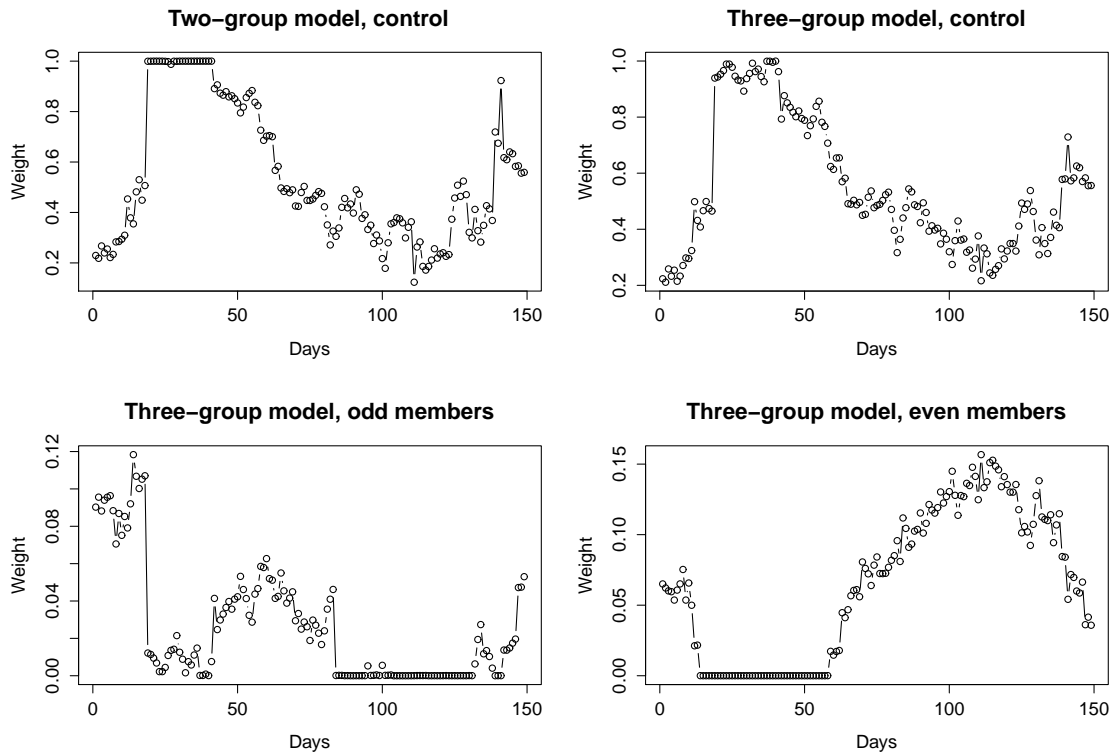 Two−group model, control
Weight
0.2 0.4 0.6 0.8 1.0
0 50 100 150
Days
Three−group model, control
Weight
0.2 0.4 0.6 0.8 1.0
0 50 100 150
Days
Three−group model, odd members
Weight
0.00 0.04 0.08 0.12
0 50 100 150
Days
Three−group model, even members
Weight
0.00 0.05 0.10 0.15
0 50 100 150
Days